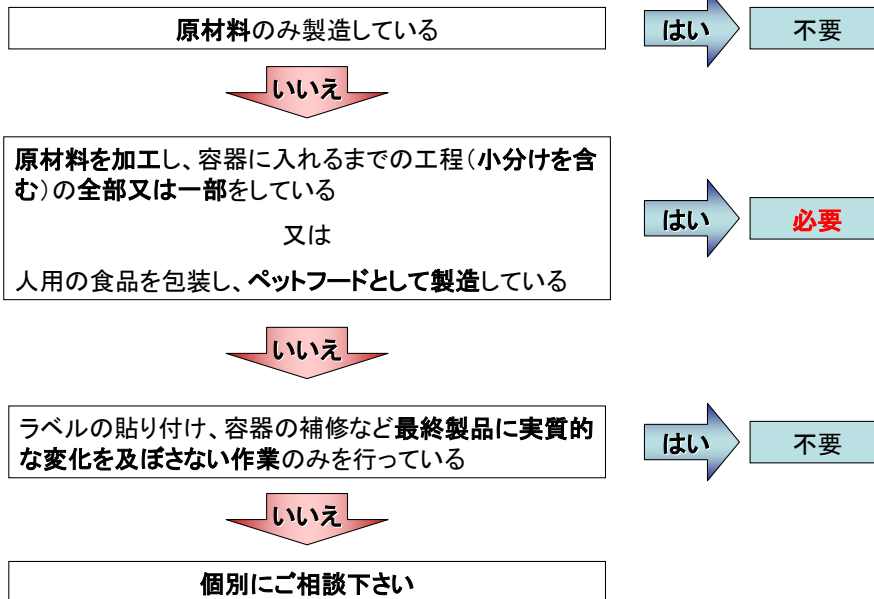 原材料のみ製造している
はい
不要
いいえ
原材料を加工し、容器に入れるまでの工程（小分けを含
む）の全部又は一部をしている
又は
人用の食品を包装し、ペットフードとして製造している
はい
必要
いいえ
ラベルの貼り付け、容器の補修など最終製品に実質的
な変化を及ぼさない作業のみを行っている
はい
不要
いいえ
個別にご相談下さい